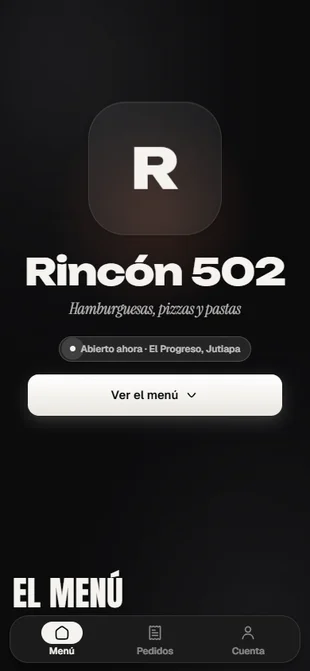 R
Rincón 502
Hamburguesas, pizzas y pastas
Abierto ahora · El Progreso, Jutiapa
Ver el menú
EL MENÚ
Menú
Pedidos
Cuenta